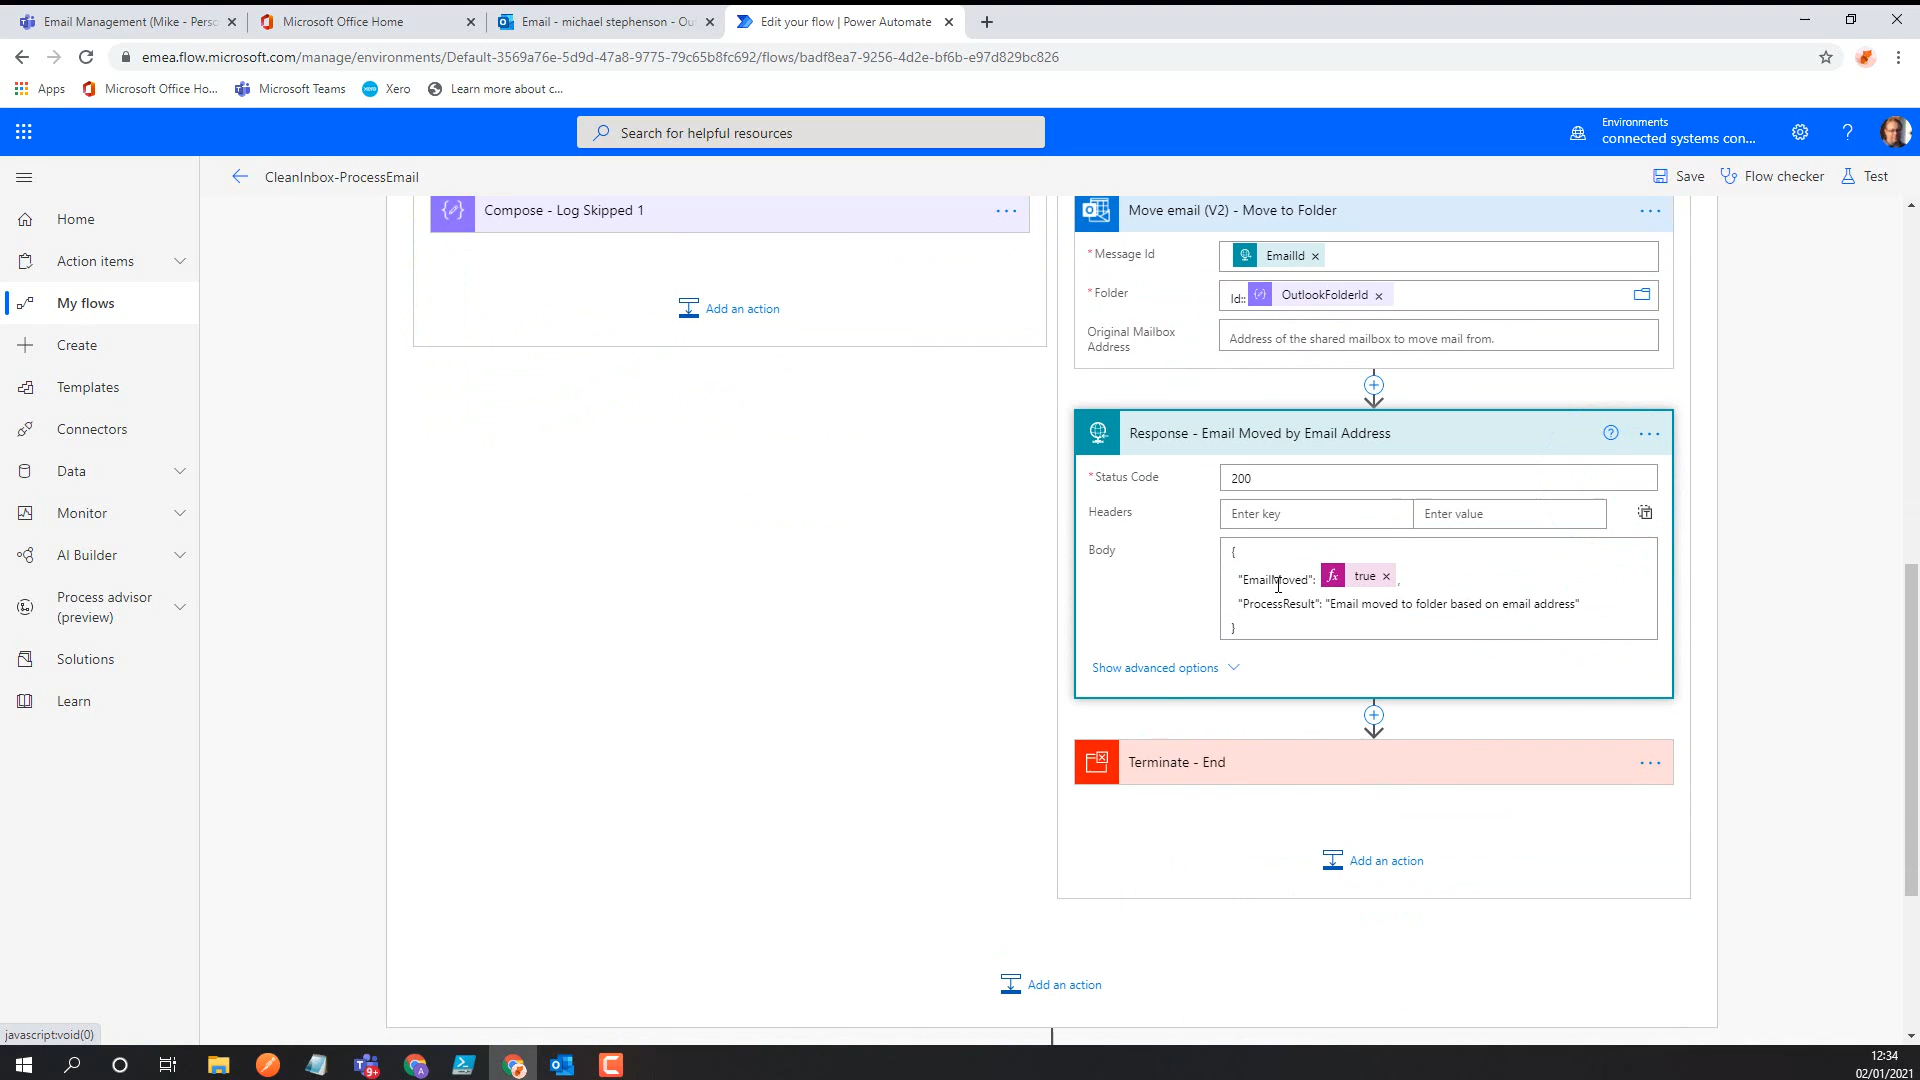 Email Management (Mike - Perso
Microsoft Office Home
Email - michael stephenson - Ou
Edit your flow | Power Automate
emea.flow.microsoft.com/manage/environments/Default-3569a76e-5d9d-47a8-9775-79c65b8fc692/flows/badf8ea7-9256-4d2e-bf6b-e97d829bc826
Apps
Microsoft Office Ho...
Microsoft Teams
xero
Xero
Learn more about c...
Search for helpful resources
Environments
connected systems con...
?
CleanInbox-ProcessEmail
Save
Flow checker
Test
Home
Action items
My flows
Create
Templates
Connectors
Data
Monitor
AI Builder
Process advisor
(preview)
Solutions
Learn
Compose - Log Skipped 1
Add an action
Move email (V2) - Move to Folder
* Message Id
EmailId
* Folder
Id::
OutlookFolderId
Original Mailbox
Address
Address of the shared mailbox to move mail from.
Response - Email Moved by Email Address
?
* Status Code
200
Headers
Enter key
Enter value
Body
{
"EmailMoved": fx true ,
"ProcessResult": "Email moved to folder based on email address"
}
Show advanced options
Terminate - End
Add an action
Add an action
javascript:void(0)
9+
A
12:34
02/01/2021